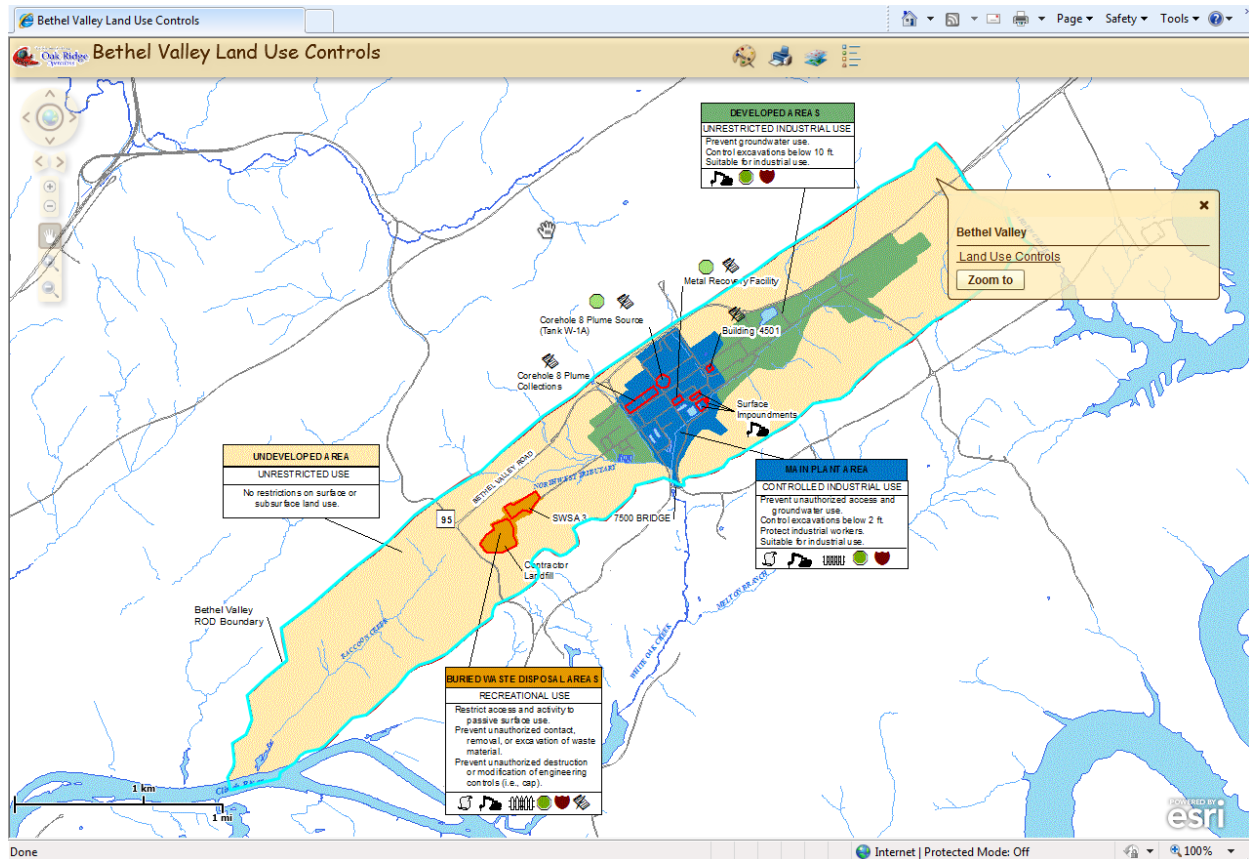 Bethel Valley Land Use Controls
Page
Safety
Tools
Oak Ridge
Bethel Valley Land Use Controls
DEVELOPED AREAS
UNRESTRICTED INDUSTRIAL USE
Prevent groundwater use.
Control excavations below 10 ft.
Suitable for industrial use.
Bethel Valley
Land Use Controls
Zoom to
Metal Recovery Facility
Corehole 8 Plume Source
(Tank W-1A)
Building 4501
Corehole 8 Plume
Collections
Surface
Impoundments
UNDEVELOPED AREA
UNRESTRICTED USE
No restrictions on surface or
subsurface land use.
BETHEL VALLEY ROAD
NORTHWEST TRIBUTARY
MAIN PLANT AREA
CONTROLLED INDUSTRIAL USE
Prevent unauthorized access and
groundwater use.
Control excavations below 2 ft.
Protect industrial workers.
Suitable for industrial use.
95
SWSA 3
7500 BRIDGE
Contractor
Landfill
MELTON BRANCH
Bethel Valley
ROD Boundary
RACCOON CREEK
WHITE OAK CREEK
BURIED WASTE DISPOSAL AREAS
RECREATIONAL USE
Restrict access and activity to
passive surface use.
Prevent unauthorized contact,
removal, or excavation of waste
material.
Prevent unauthorized destruction
or modification of engineering
controls (i.e., cap).
1 km
1 mi
POWERED BY
esri
Done
Internet | Protected Mode: Off
100%